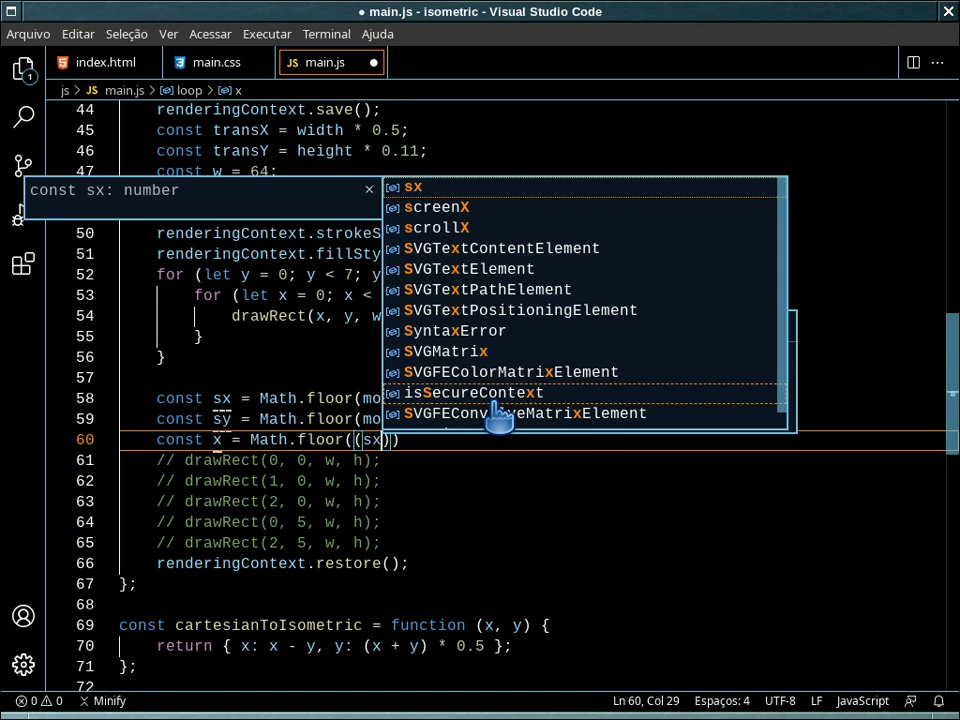 ● main.js - isometric - Visual Studio Code
Arquivo Editar Seleção Ver Acessar Executar Terminal Ajuda
1
index.html
main.css
JS main.js
js > JS main.js > loop > x
44 renderingContext.save();
45 const transX = width * 0.5;
46 const transY = height * 0.11;
47 const w = 64;
const sx: number
sx
screenX
scrollX
SVGTextContentElement
SVGTextElement
SVGTextPathElement
SVGTextPositioningElement
SyntaxError
SVGMatrix
SVGFEColorMatrixElement
isSecureContext
MatrixElement
50 renderingContext.strokeS
51 renderingContext.fillSty
52 for (let y = 0; y < 7; y
53 for (let x = 0; x <
54 drawRect(x, y, w
55 }
56 }
57
58 const sx = Math.floor(mo
59 const sy = Math.floor(mo
60 const x = Math.floor((sx))
61 // drawRect(0, 0, w, h);
62 // drawRect(1, 0, w, h);
63 // drawRect(2, 0, w, h);
64 // drawRect(0, 5, w, h);
65 // drawRect(2, 5, w, h);
66 renderingContext.restore();
67 };
68
69 const cartesianToIsometric = function (x, y) {
70 return { x: x - y, y: (x + y) * 0.5 };
71 };
72
0 0 Minify Ln 60, Col 29 Espaços: 4 UTF-8 LF JavaScript